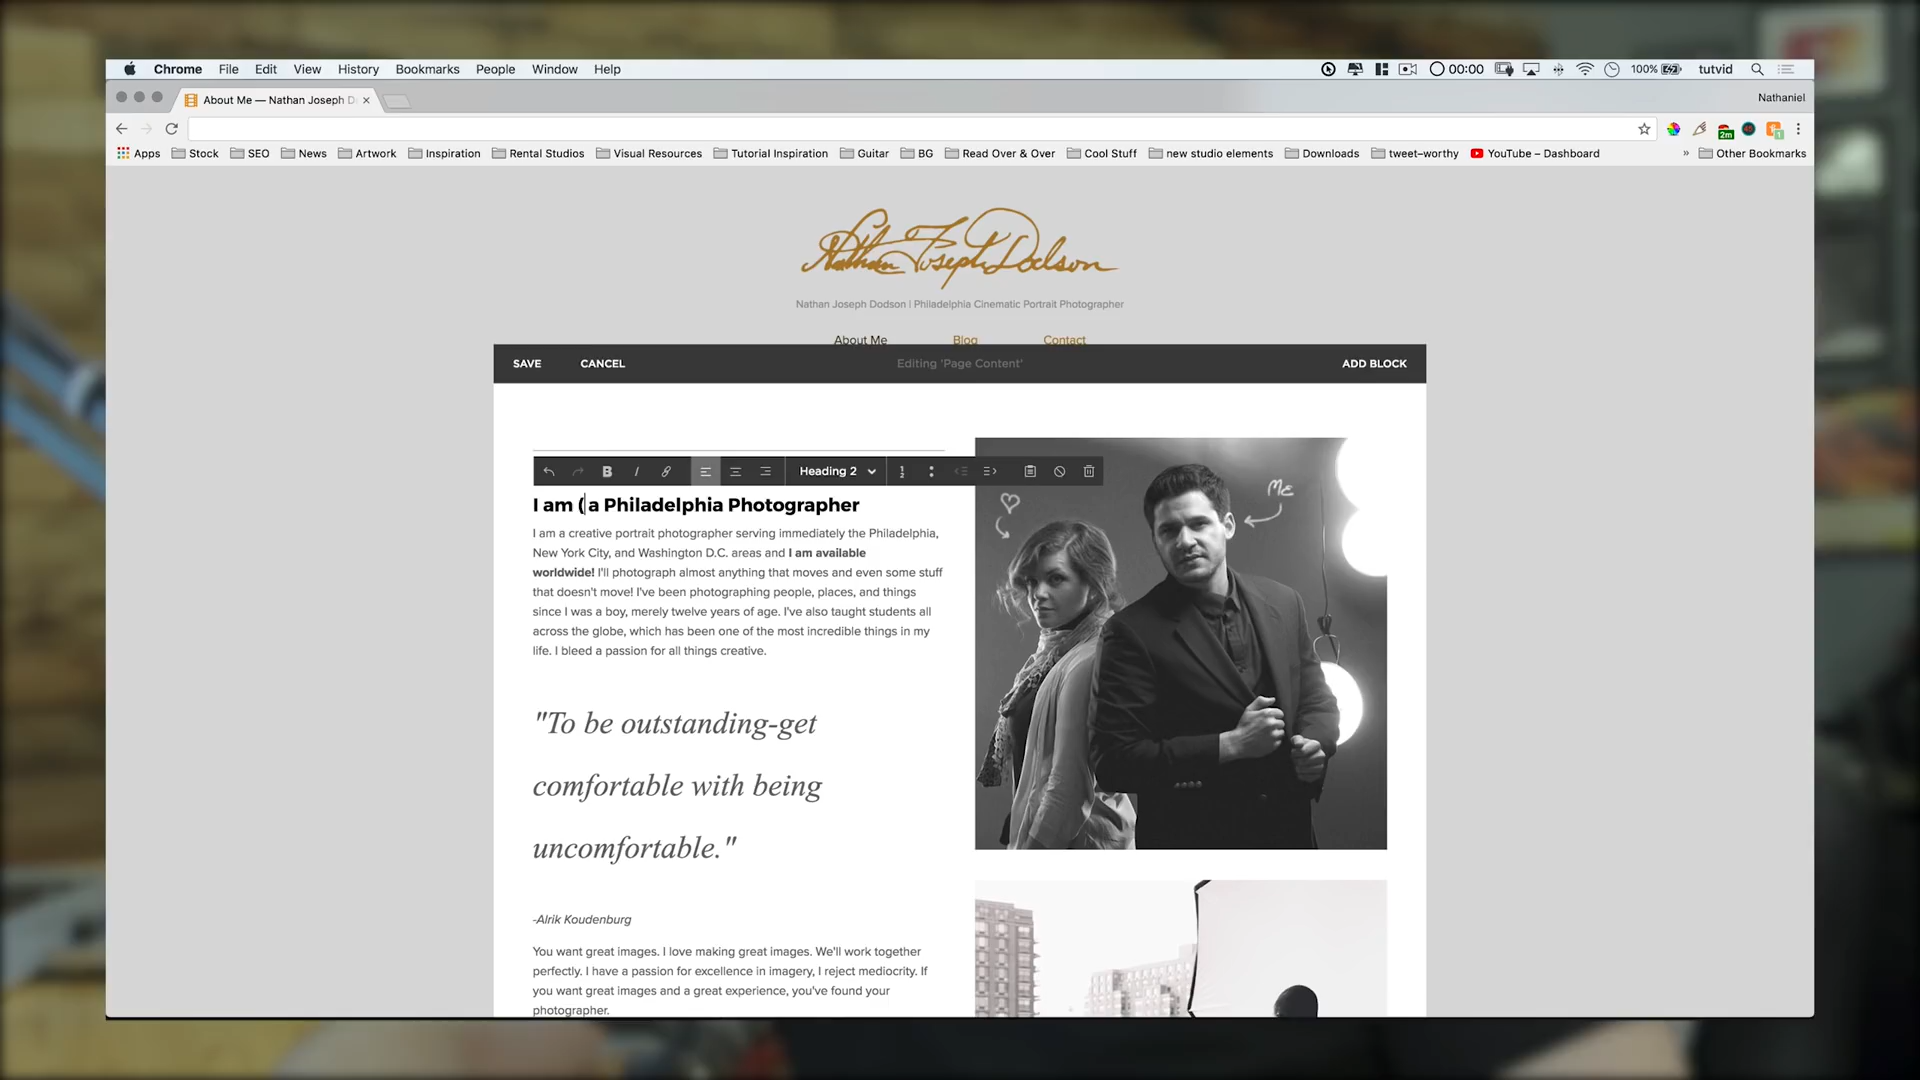 Chrome File Edit View History Bookmarks People Window Help 00:00 100% tutvid
About Me — Nathan Joseph D
Nathaniel
Apps Stock SEO News Artwork Inspiration Rental Studios Visual Resources Tutorial Inspiration Guitar BG Read Over & Over Cool Stuff new studio elements Downloads tweet-worthy YouTube – Dashboard » Other Bookmarks
2m
1
Nathan Joseph Dodson
Nathan Joseph Dodson | Philadelphia Cinematic Portrait Photographer
About Me Blog Contact
SAVE CANCEL Editing 'Page Content' ADD BLOCK
B I Heading 2
I am ( a Philadelphia Photographer
I am a creative portrait photographer serving immediately the Philadelphia,
New York City, and Washington D.C. areas and I am available
worldwide! I'll photograph almost anything that moves and even some stuff
that doesn't move! I've been photographing people, places, and things
since I was a boy, merely twelve years of age. I've also taught students all
across the globe, which has been one of the most incredible things in my
life. I bleed a passion for all things creative.
ME
"To be outstanding-get
comfortable with being
uncomfortable."
-Alrik Koudenburg
You want great images. I love making great images. We'll work together
perfectly. I have a passion for excellence in imagery, I reject mediocrity. If
you want great images and a great experience, you've found your
photographer.